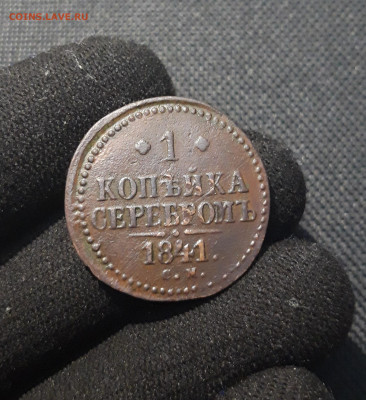 COINS.LAVE.RU
1
КОПѢЙКА
СЕРЕБРОМЪ
1841.
С.М.